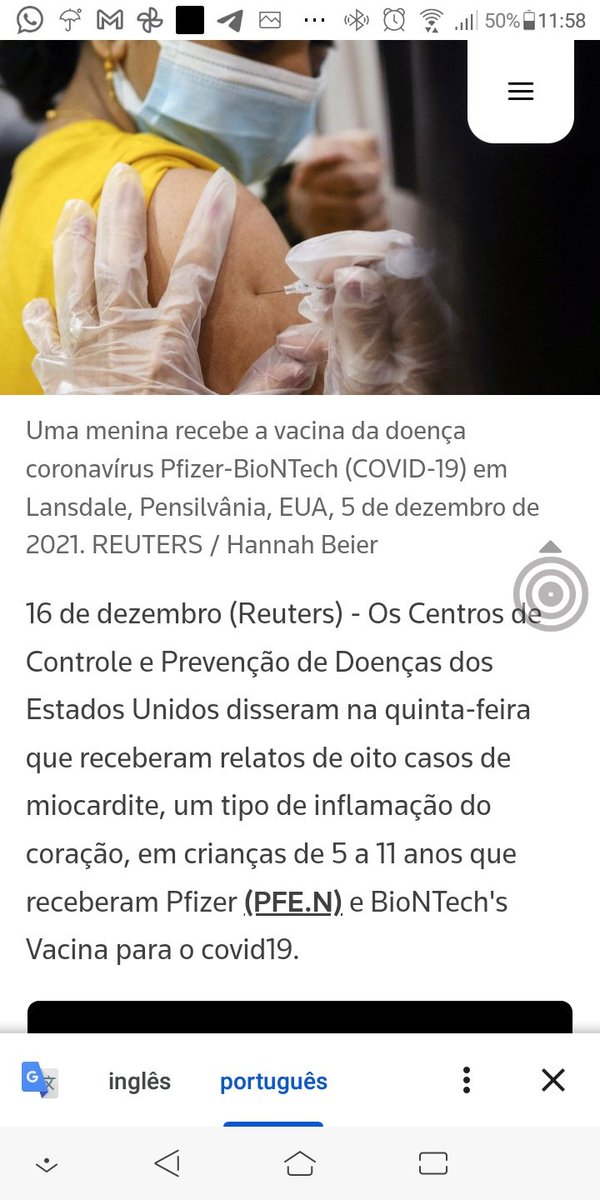 50% 11:58
Uma menina recebe a vacina da doença
coronavírus Pfizer-BioNTech (COVID-19) em
Lansdale, Pensilvânia, EUA, 5 de dezembro de
2021. REUTERS / Hannah Beier
16 de dezembro (Reuters) - Os Centros de
Controle e Prevenção de Doenças dos
Estados Unidos disseram na quinta-feira
que receberam relatos de oito casos de
miocardite, um tipo de inflamação do
coração, em crianças de 5 a 11 anos que
receberam Pfizer (PFE.N) e BioNTech's
Vacina para o covid19.
inglês português